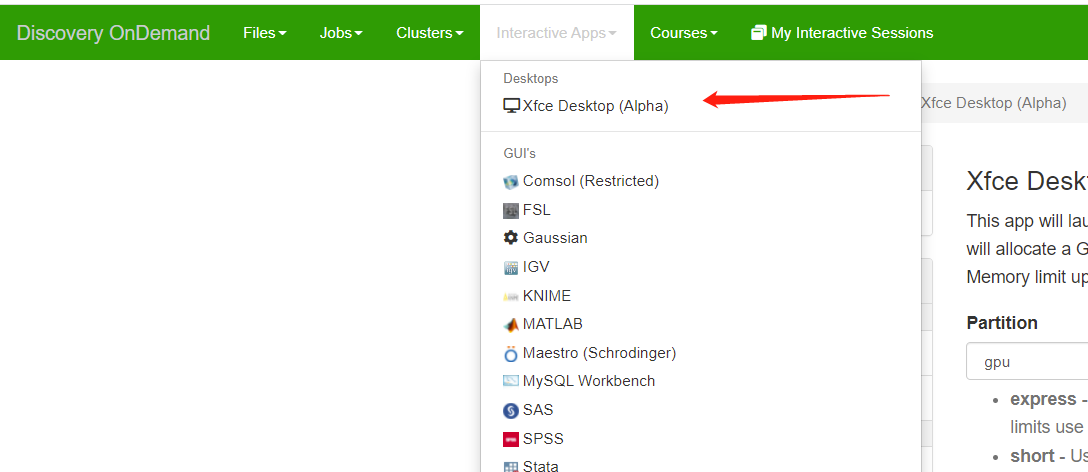 Discovery OnDemand Files Jobs Clusters Interactive Apps Courses My Interactive Sessions
Desktops
Xfce Desktop (Alpha)
GUI's
Comsol (Restricted)
FSL
Gaussian
IGV
KNIME
MATLAB
Maestro (Schrodinger)
MySQL Workbench
SAS
SPSS
Stata
Xfce Desktop (Alpha)
Xfce Desk
This app will lau
will allocate a G
Memory limit up
Partition
gpu
express -
limits use
short - Us